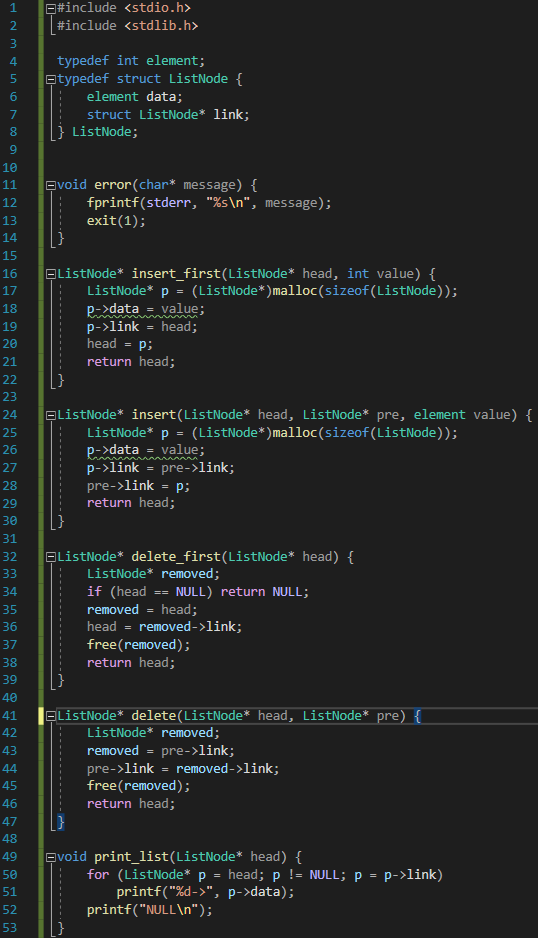 1 #include <stdio.h>
2 #include <stdlib.h>
3
4 typedef int element;
5 typedef struct ListNode {
6     element data;
7     struct ListNode* link;
8 } ListNode;
9
10
11 void error(char* message) {
12     fprintf(stderr, "%s\n", message);
13     exit(1);
14 }
15
16 ListNode* insert_first(ListNode* head, int value) {
17     ListNode* p = (ListNode*)malloc(sizeof(ListNode));
18     p->data = value;
19     p->link = head;
20     head = p;
21     return head;
22 }
23
24 ListNode* insert(ListNode* head, ListNode* pre, element value) {
25     ListNode* p = (ListNode*)malloc(sizeof(ListNode));
26     p->data = value;
27     p->link = pre->link;
28     pre->link = p;
29     return head;
30 }
31
32 ListNode* delete_first(ListNode* head) {
33     ListNode* removed;
34     if (head == NULL) return NULL;
35     removed = head;
36     head = removed->link;
37     free(removed);
38     return head;
39 }
40
41 ListNode* delete(ListNode* head, ListNode* pre) {
42     ListNode* removed;
43     removed = pre->link;
44     pre->link = removed->link;
45     free(removed);
46     return head;
47 }
48
49 void print_list(ListNode* head) {
50     for (ListNode* p = head; p != NULL; p = p->link)
51         printf("%d->", p->data);
52     printf("NULL\n");
53 }